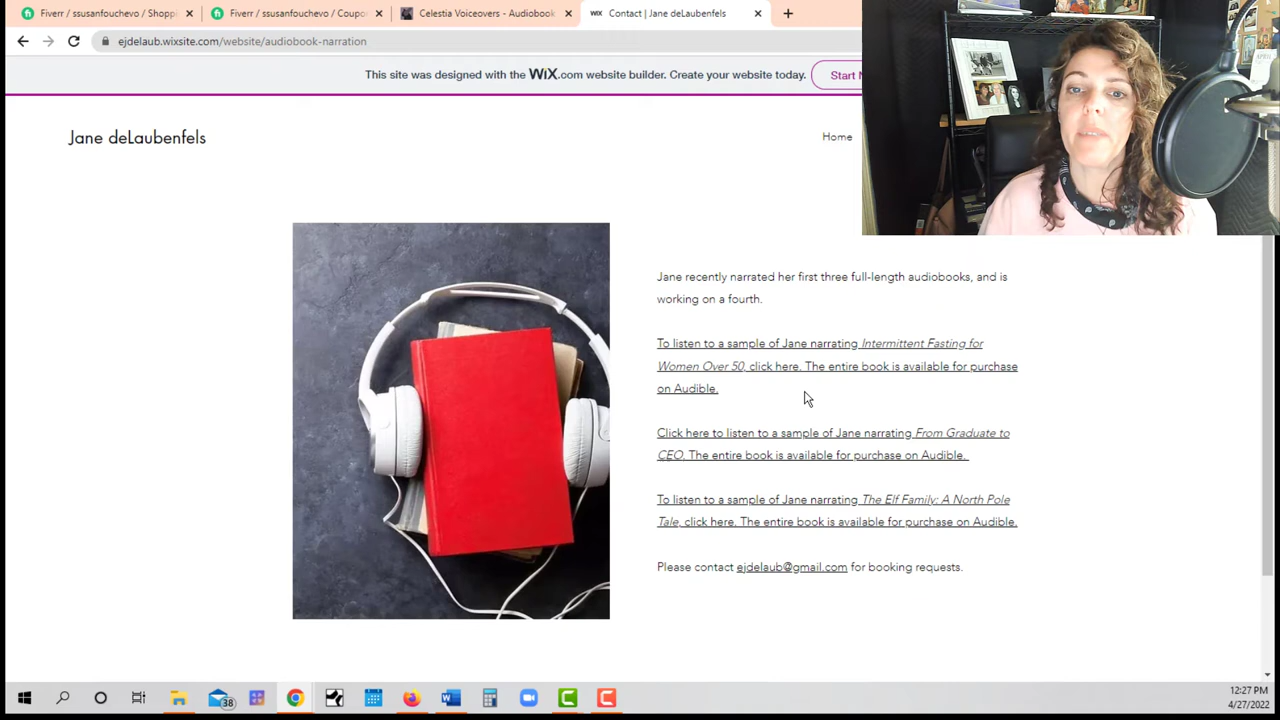 Fiverr / ssusanfouchevo / Shopp
Fiverr / ssusanfouchevo / Coupo
Celestia Voiceovers - Audiobook
WIX Contact | Jane deLaubenfels
ejdelaub.wixsite.com/website/audiobook-narration
This site was designed with the WiX.com website builder. Create your website today.
Start N
Jane deLaubenfels
Home
Jane recently narrated her first three full-length audiobooks, and is
working on a fourth.
To listen to a sample of Jane narrating Intermittent Fasting for
Women Over 50, click here. The entire book is available for purchase
on Audible.
Click here to listen to a sample of Jane narrating From Graduate to
CEO. The entire book is available for purchase on Audible.
To listen to a sample of Jane narrating The Elf Family: A North Pole
Tale, click here. The entire book is available for purchase on Audible.
Please contact ejdelaub@gmail.com for booking requests.
APRIL
38
12:27 PM
4/27/2022